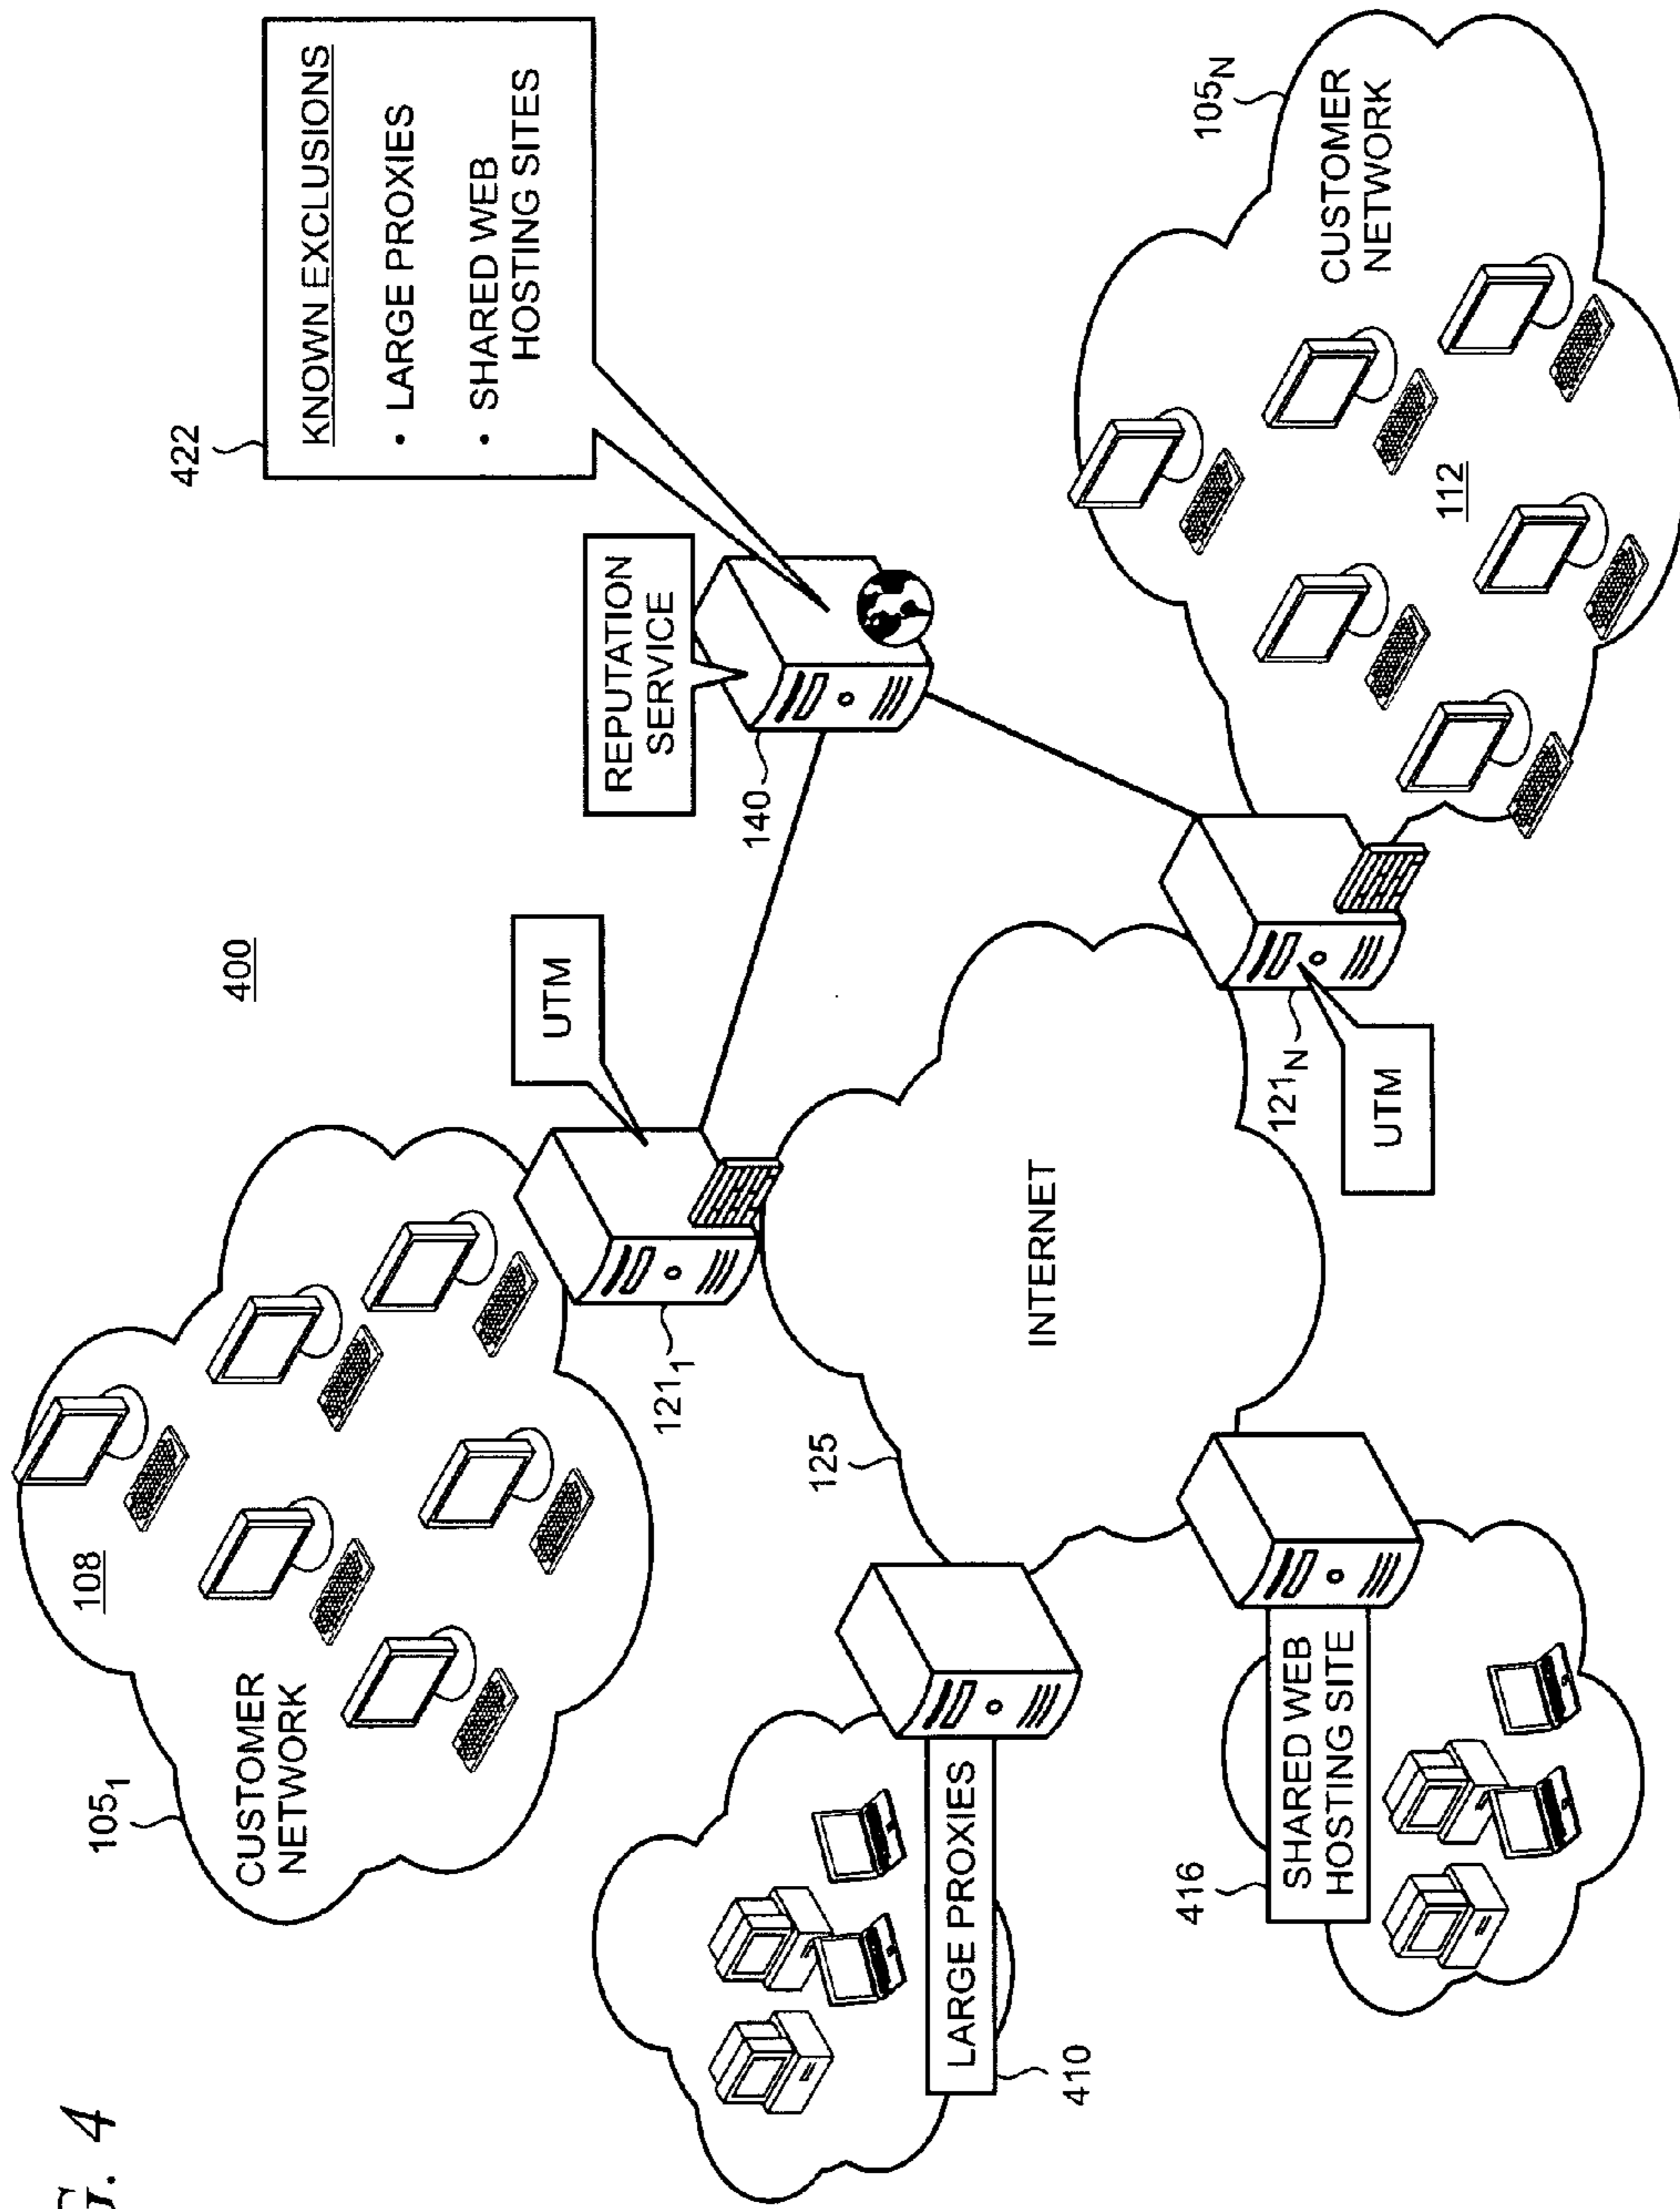 G. 4
400
105₁
CUSTOMER
NETWORK
108
UTM
121₁
422
KNOWN EXCLUSIONS
• LARGE PROXIES
• SHARED WEB
HOSTING SITES
REPUTATION
SERVICE
140
125
INTERNET
LARGE PROXIES
410
416
SHARED WEB
HOSTING SITE
121N
UTM
105N
CUSTOMER
NETWORK
112